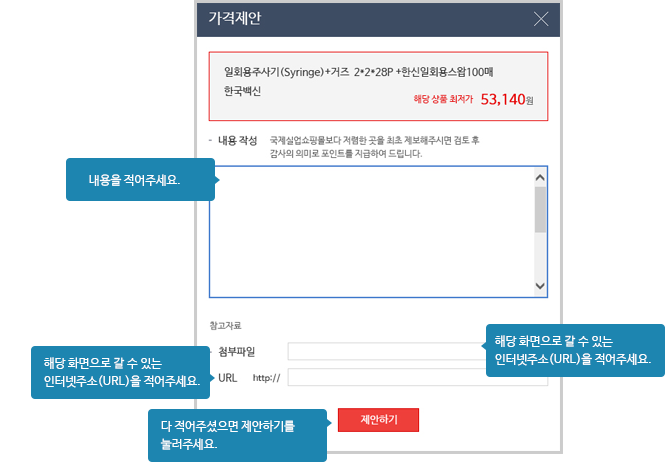 가격제안
일회용주사기(Syringe)+거즈 2*2*28P +한신일회용스왑100매
한국백신
해당 상품 최저가 53,140원
- 내용 작성
국제실업쇼핑몰보다 저렴한 곳을 최초 제보해주시면 검토 후
감사의 의미로 포인트를 지급하여 드립니다.
내용을 적어주세요.
참고자료
- 첨부파일
해당 화면으로 갈 수 있는
인터넷주소(URL)을 적어주세요.
해당 화면으로 갈 수 있는
인터넷주소(URL)을 적어주세요.
URL http://
다 적어주셨으면 제안하기를
눌러주세요.
제안하기